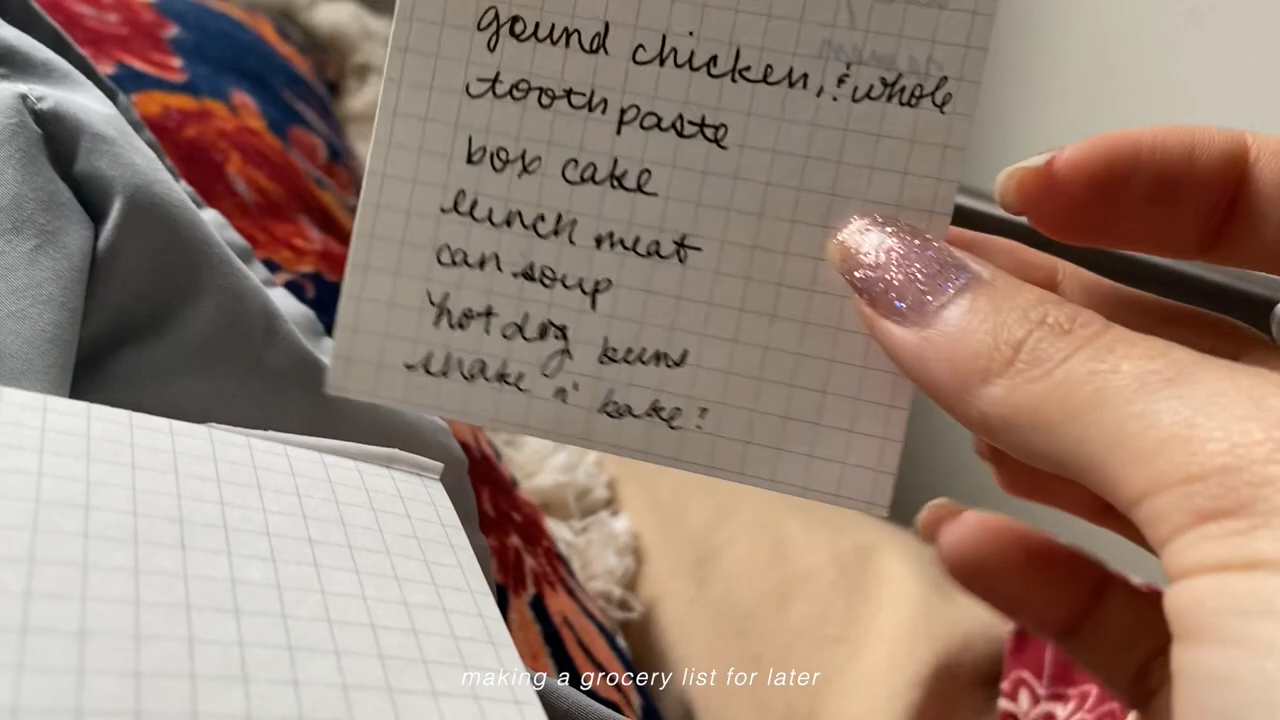 gound chicken, & whole
toothpaste
box cake
lunch meat
can soup
hot dog buns
shake n' bake?
making a grocery list for later